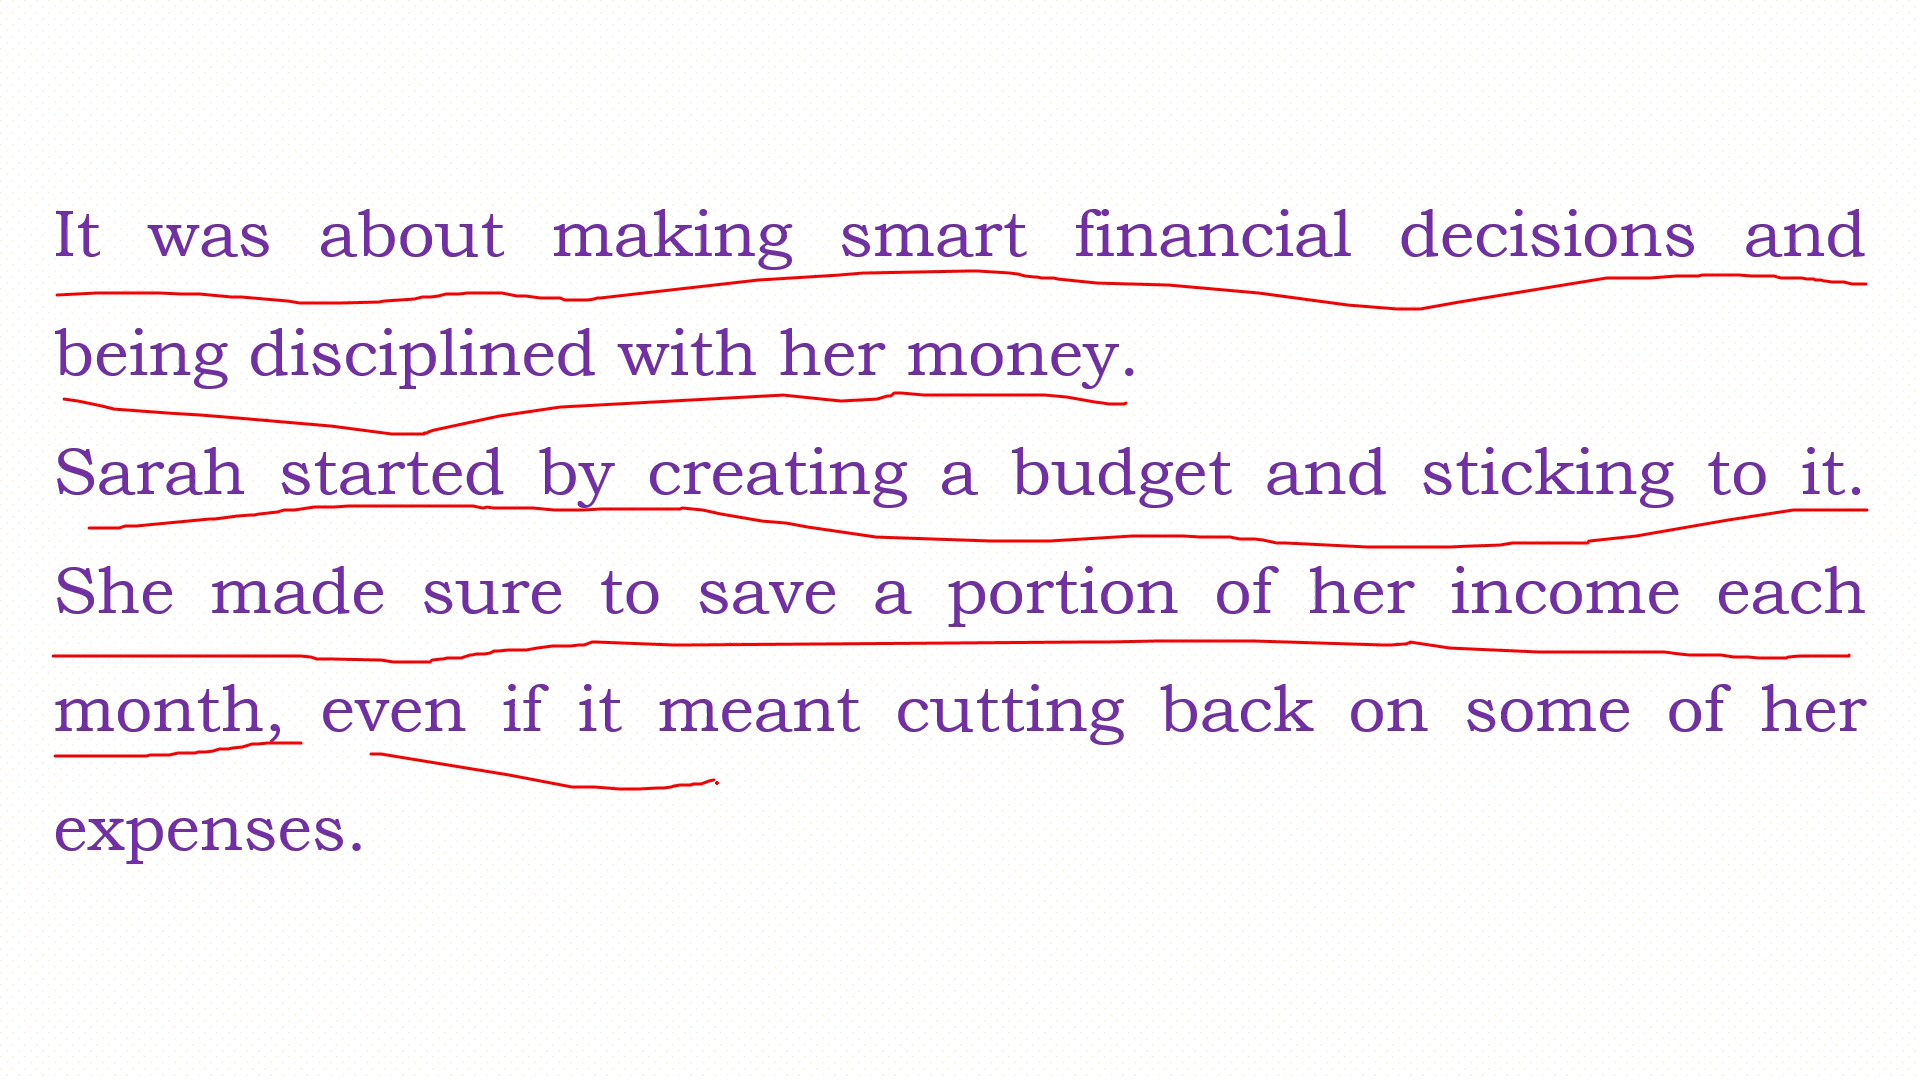 It was about making smart financial decisions and
being disciplined with her money.
Sarah started by creating a budget and sticking to it.
She made sure to save a portion of her income each
month, even if it meant cutting back on some of her
expenses.